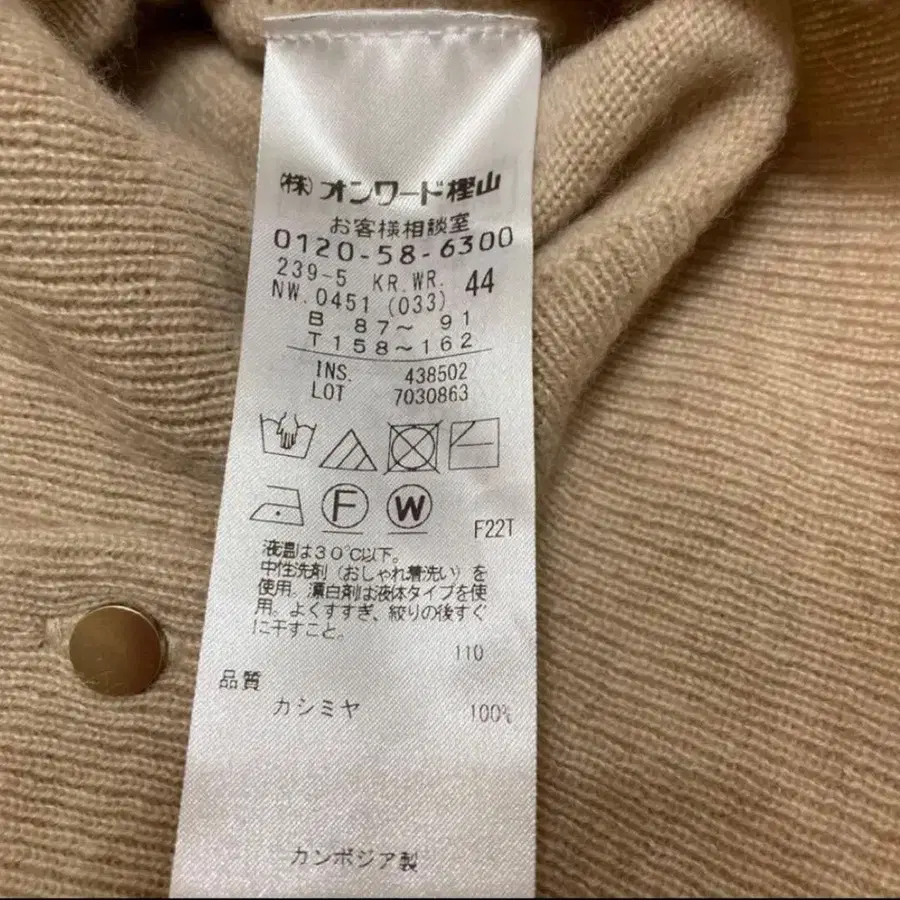 (株)オンワード樫山
お客様相談室
0120-58-6300
239-5 KR.WR. 44
NW.0451 (033)
B 87～ 91
T 158～162
INS. 438502
LOT 7030863
F W F22T
液温は30℃以下。
中性洗剤(おしゃれ着洗い)を
使用。漂白剤は液体タイプを使
用。よくすすぎ、絞りの後すぐ
に干すこと。
110
品質
カシミヤ 100%
カンボジア製